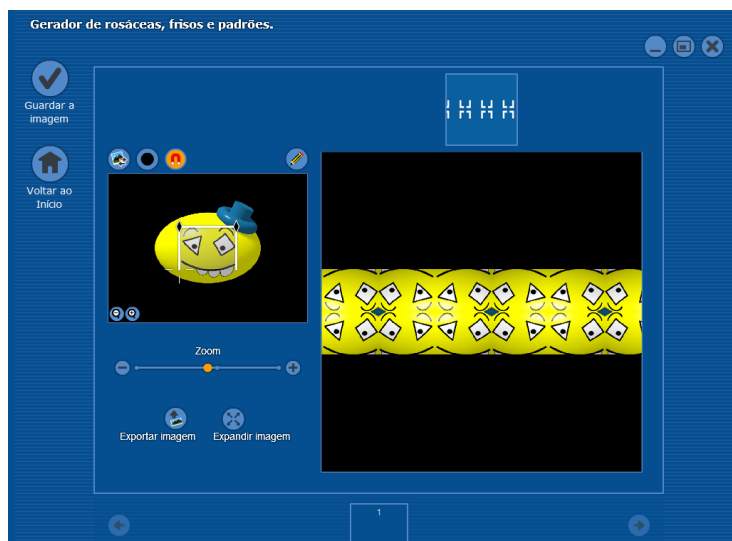 Gerador de rosáceas, frisos e padrões.
Guardar a
imagem
Voltar ao
Início
Zoom
Exportar imagem
Expandir imagem
1